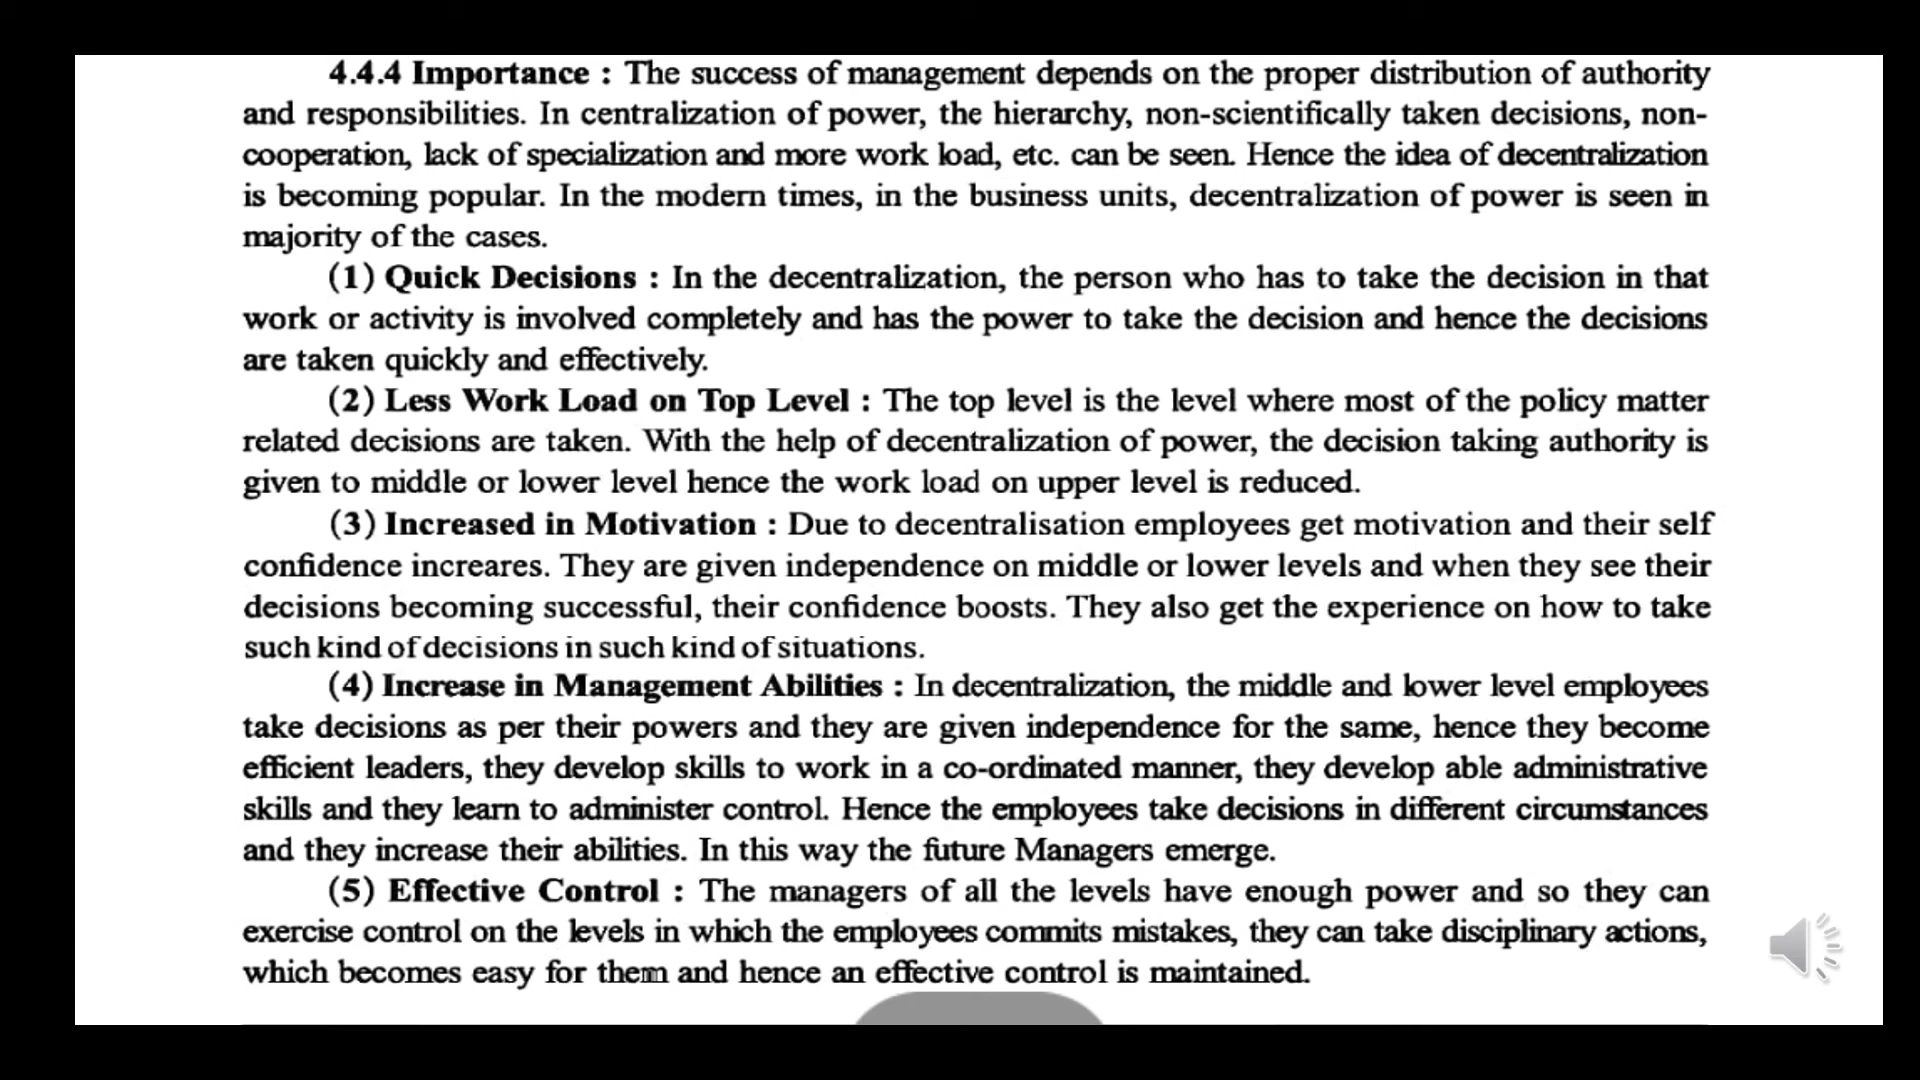 4.4.4 Importance : The success of management depends on the proper distribution of authority
and responsibilities. In centralization of power, the hierarchy, non-scientifically taken decisions, non-
cooperation, lack of specialization and more work load, etc. can be seen. Hence the idea of decentralization
is becoming popular. In the modern times, in the business units, decentralization of power is seen in
majority of the cases.
(1) Quick Decisions : In the decentralization, the person who has to take the decision in that
work or activity is involved completely and has the power to take the decision and hence the decisions
are taken quickly and effectively.
(2) Less Work Load on Top Level : The top level is the level where most of the policy matter
related decisions are taken. With the help of decentralization of power, the decision taking authority is
given to middle or lower level hence the work load on upper level is reduced.
(3) Increased in Motivation : Due to decentralisation employees get motivation and their self
confidence increares. They are given independence on middle or lower levels and when they see their
decisions becoming successful, their confidence boosts. They also get the experience on how to take
such kind of decisions in such kind of situations.
(4) Increase in Management Abilities : In decentralization, the middle and lower level employees
take decisions as per their powers and they are given independence for the same, hence they become
efficient leaders, they develop skills to work in a co-ordinated manner, they develop able administrative
skills and they learn to administer control. Hence the employees take decisions in different circumstances
and they increase their abilities. In this way the future Managers emerge.
(5) Effective Control : The managers of all the levels have enough power and so they can
exercise control on the levels in which the employees commits mistakes, they can take disciplinary actions,
which becomes easy for them and hence an effective control is maintained.